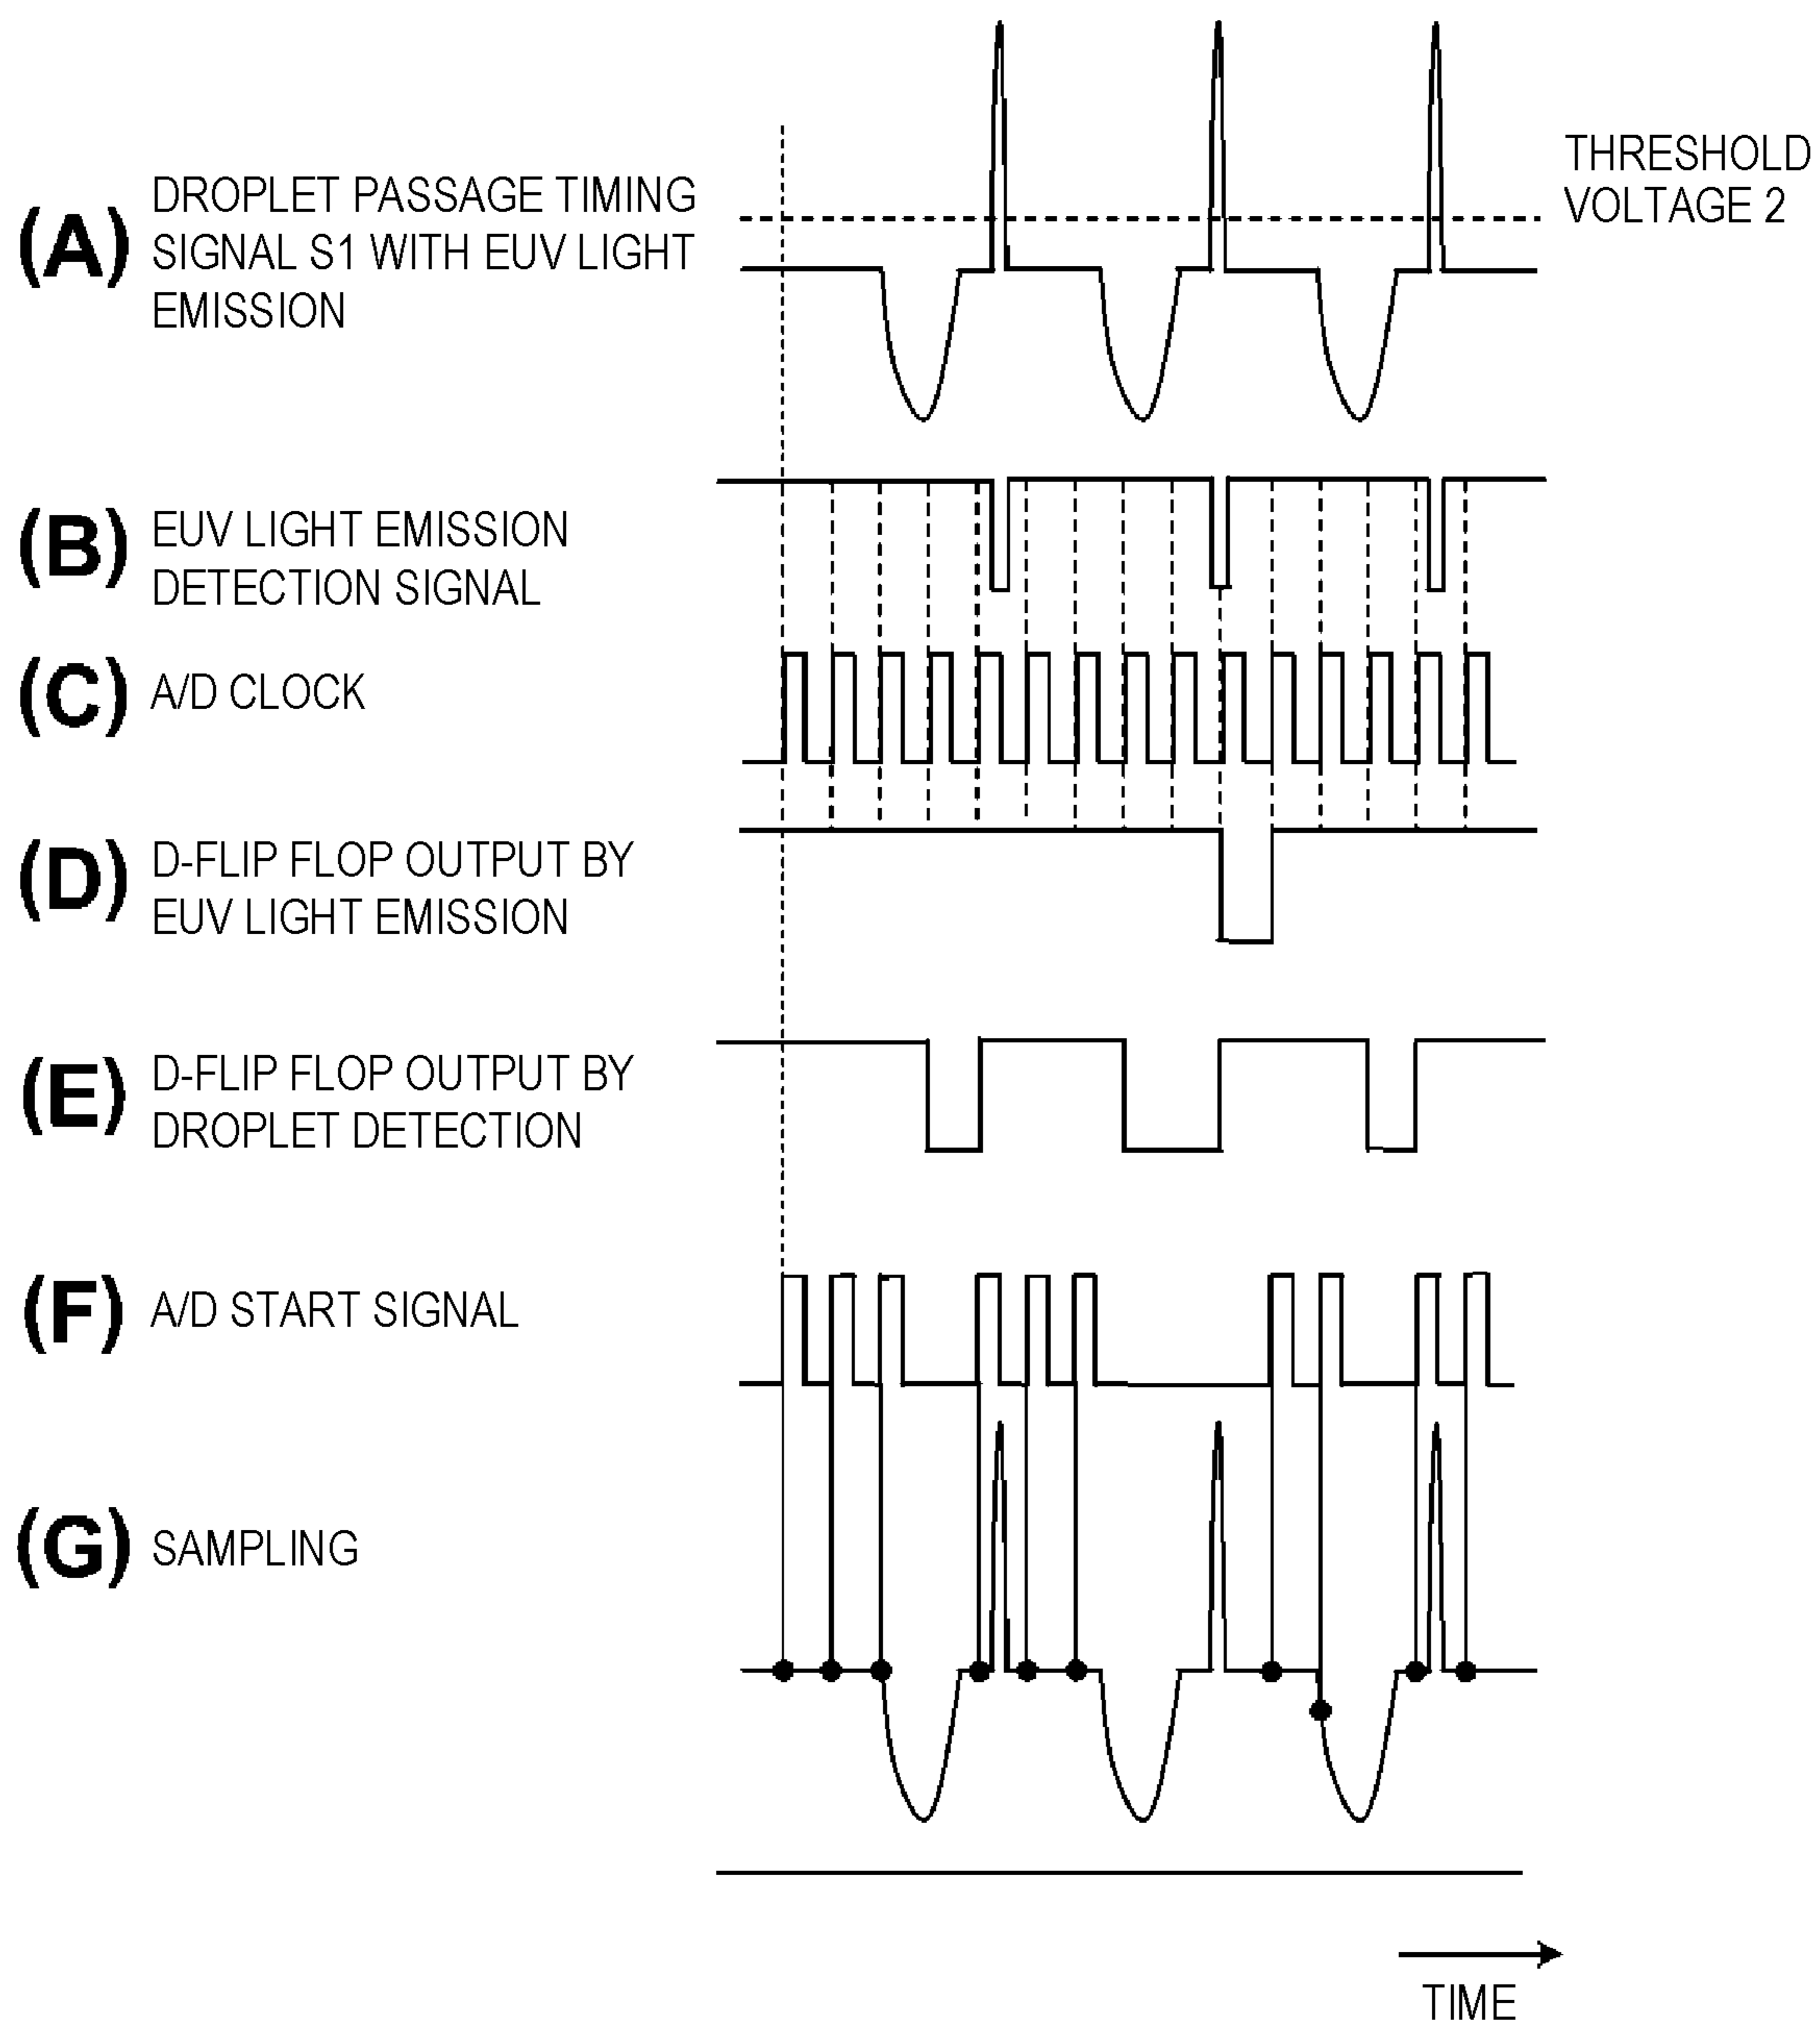 (A) DROPLET PASSAGE TIMING
SIGNAL S1 WITH EUV LIGHT
EMISSION
THRESHOLD
VOLTAGE 2
(B) EUV LIGHT EMISSION
DETECTION SIGNAL
(C) A/D CLOCK
(D) D-FLIP FLOP OUTPUT BY
EUV LIGHT EMISSION
(E) D-FLIP FLOP OUTPUT BY
DROPLET DETECTION
(F) A/D START SIGNAL
(G) SAMPLING
TIME